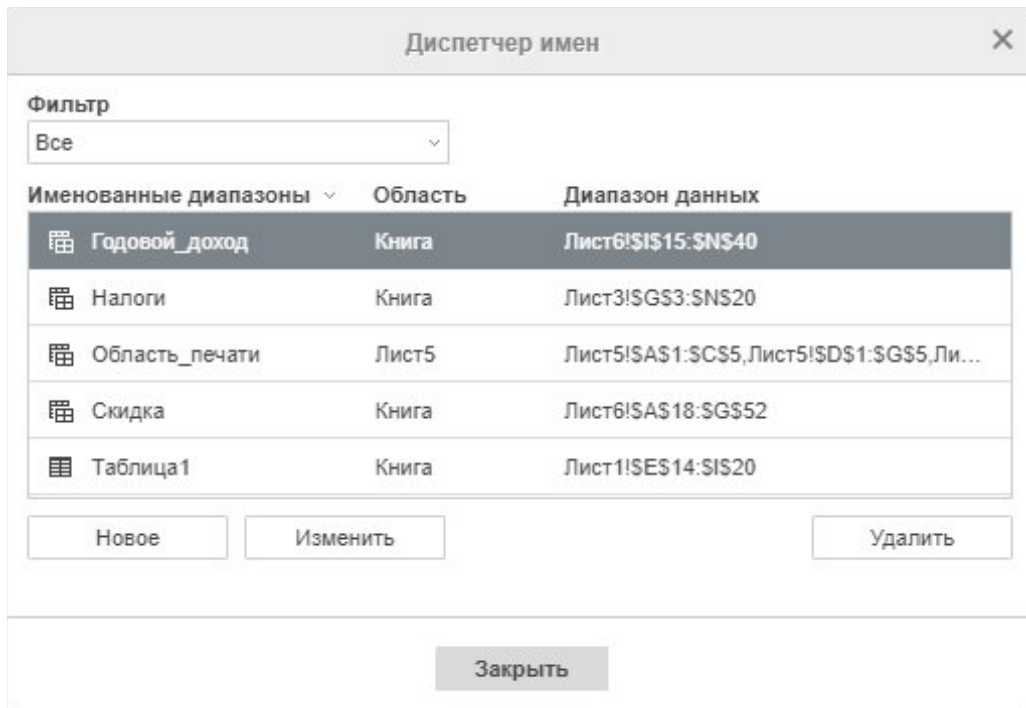 Диспетчер имен
Фильтр
Все
Именованные диапазоны Область Диапазон данных
Годовой_доход Книга Лист6!$I$15:$N$40
Налоги Книга Лист3!$G$3:$N$20
Область_печати Лист5 Лист5!$A$1:$C$5,Лист5!$D$1:$G$5,Ли...
Скидка Книга Лист6!$A$18:$G$52
Таблица1 Книга Лист1!$E$14:$I$20
Новое Изменить Удалить
Закрыть